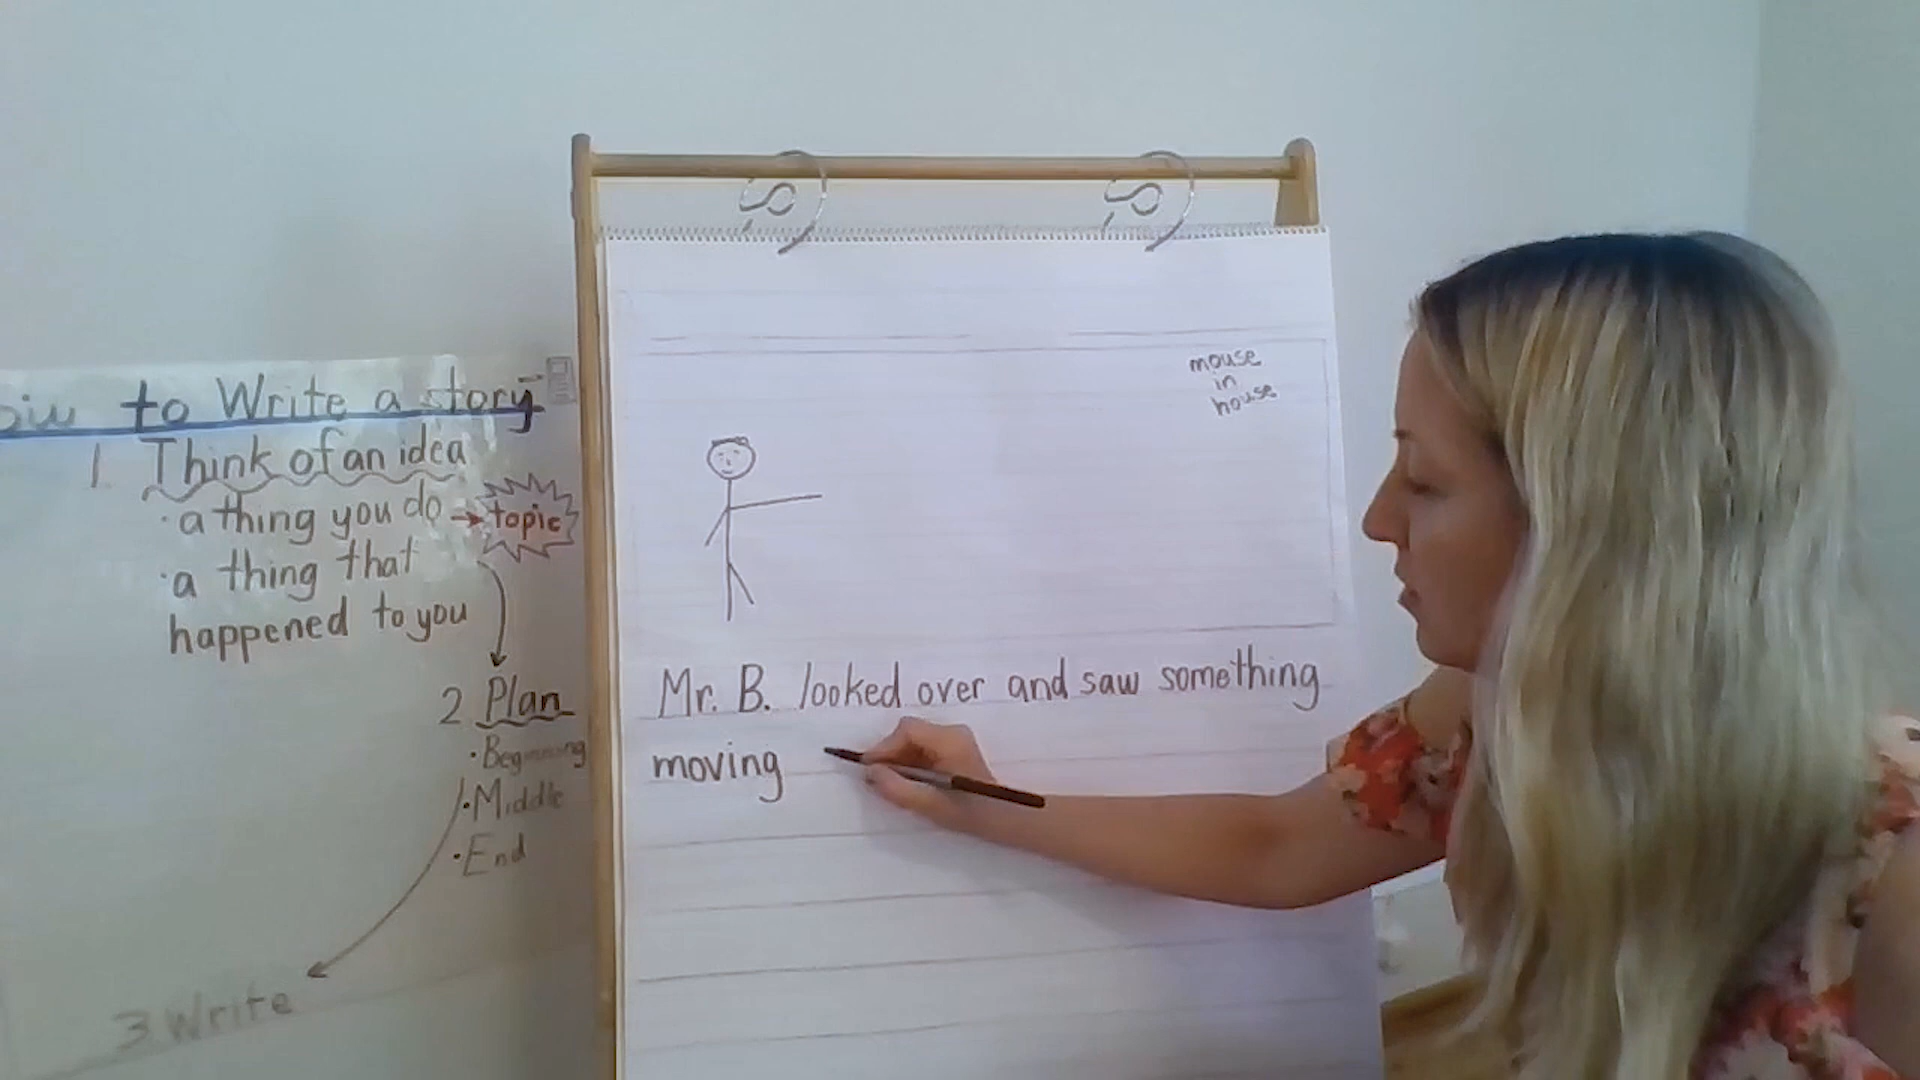 to Write a story
1 Think of an idea
· a thing you do → topic
· a thing that
happened to you
2 Plan
· Beginning
· Middle
· End
3 Write
mouse
in
house
Mr. B. looked over and saw something
moving